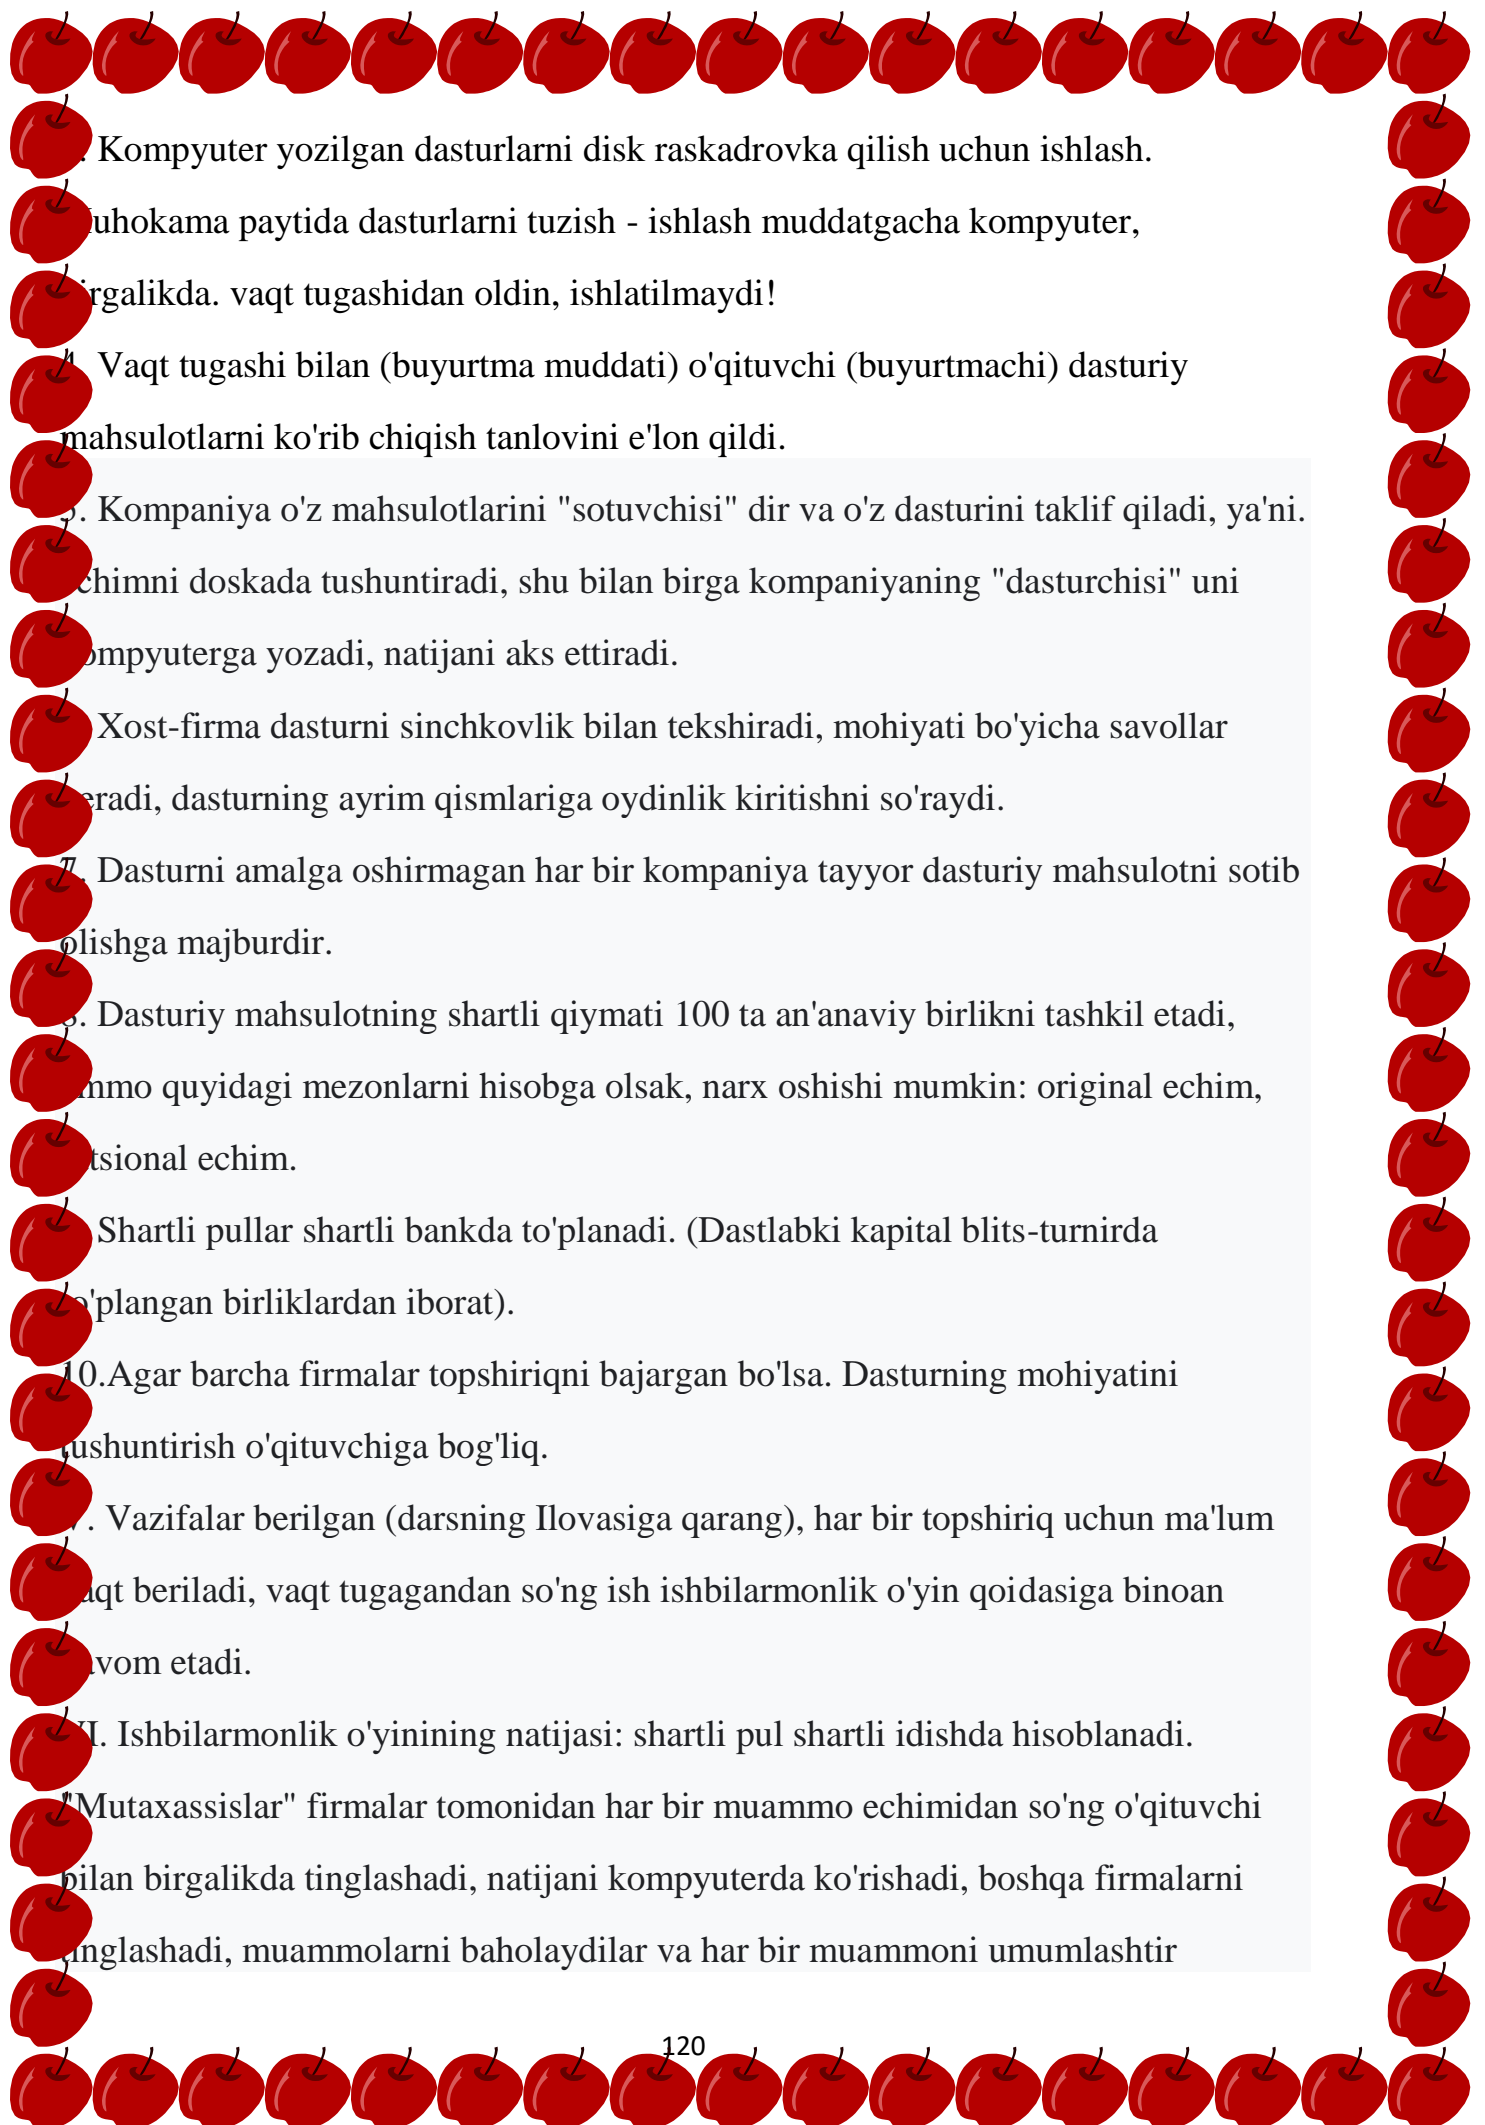 . Kompyuter yozilgan dasturlarni disk raskadrovka qilish uchun ishlash.
paytida dasturlarni tuzish - ishlash muddatgacha kompyuter,
vaqt tugashidan oldin, ishlatilmaydi!
4. Vaqt tugashi bilan (buyurtma muddati) o'qituvchi (buyurtmachi) dasturiy
mahsulotlarni ko'rib chiqish tanlovini e'lon qildi.
5. Kompaniya o'z mahsulotlarini "sotuvchisi" dir va o'z dasturini taklif qiladi, ya'ni.
doskada tushuntiradi, shu bilan birga kompaniyaning "dasturchisi" uni
yozadi, natijani aks ettiradi.
Xost-firma dasturni sinchkovlik bilan tekshiradi, mohiyati bo'yicha savollar
dasturning ayrim qismlariga oydinlik kiritishni so'raydi.
7. Dasturni amalga oshirmagan har bir kompaniya tayyor dasturiy mahsulotni sotib
olishga majburdir.
8. Dasturiy mahsulotning shartli qiymati 100 ta an'anaviy birlikni tashkil etadi,
quyidagi mezonlarni hisobga olsak, narx oshishi mumkin: original echim,
echim.
Shartli pullar shartli bankda to'planadi. (Dastlabki kapital blits-turnirda
birliklardan iborat).
10.Agar barcha firmalar topshiriqni bajargan bo'lsa. Dasturning mohiyatini
tushuntirish o'qituvchiga bog'liq.
V. Vazifalar berilgan (darsning Ilovasiga qarang), har bir topshiriq uchun ma'lum
beriladi, vaqt tugagandan so'ng ish ishbilarmonlik o'yin qoidasiga binoan
etadi.
VI. Ishbilarmonlik o'yinining natijasi: shartli pul shartli idishda hisoblanadi.
"Mutaxassislar" firmalar tomonidan har bir muammo echimidan so'ng o'qituvchi
bilan birgalikda tinglashadi, natijani kompyuterda ko'rishadi, boshqa firmalarni
tinglashadi, muammolarni baholaydilar va har bir muammoni umumlashtir
120